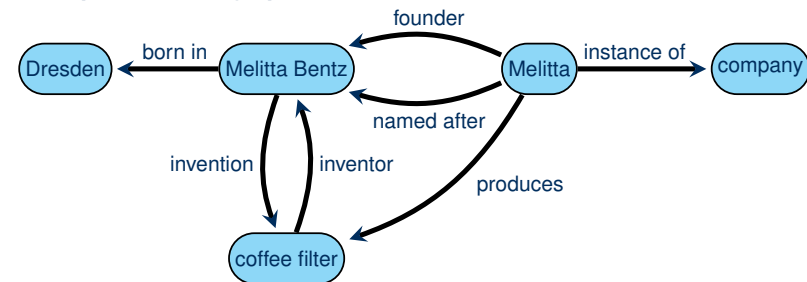 founder
born in
instance of
Dresden
Melitta Bentz
Melitta
company
named after
invention
inventor
produces
coffee filter